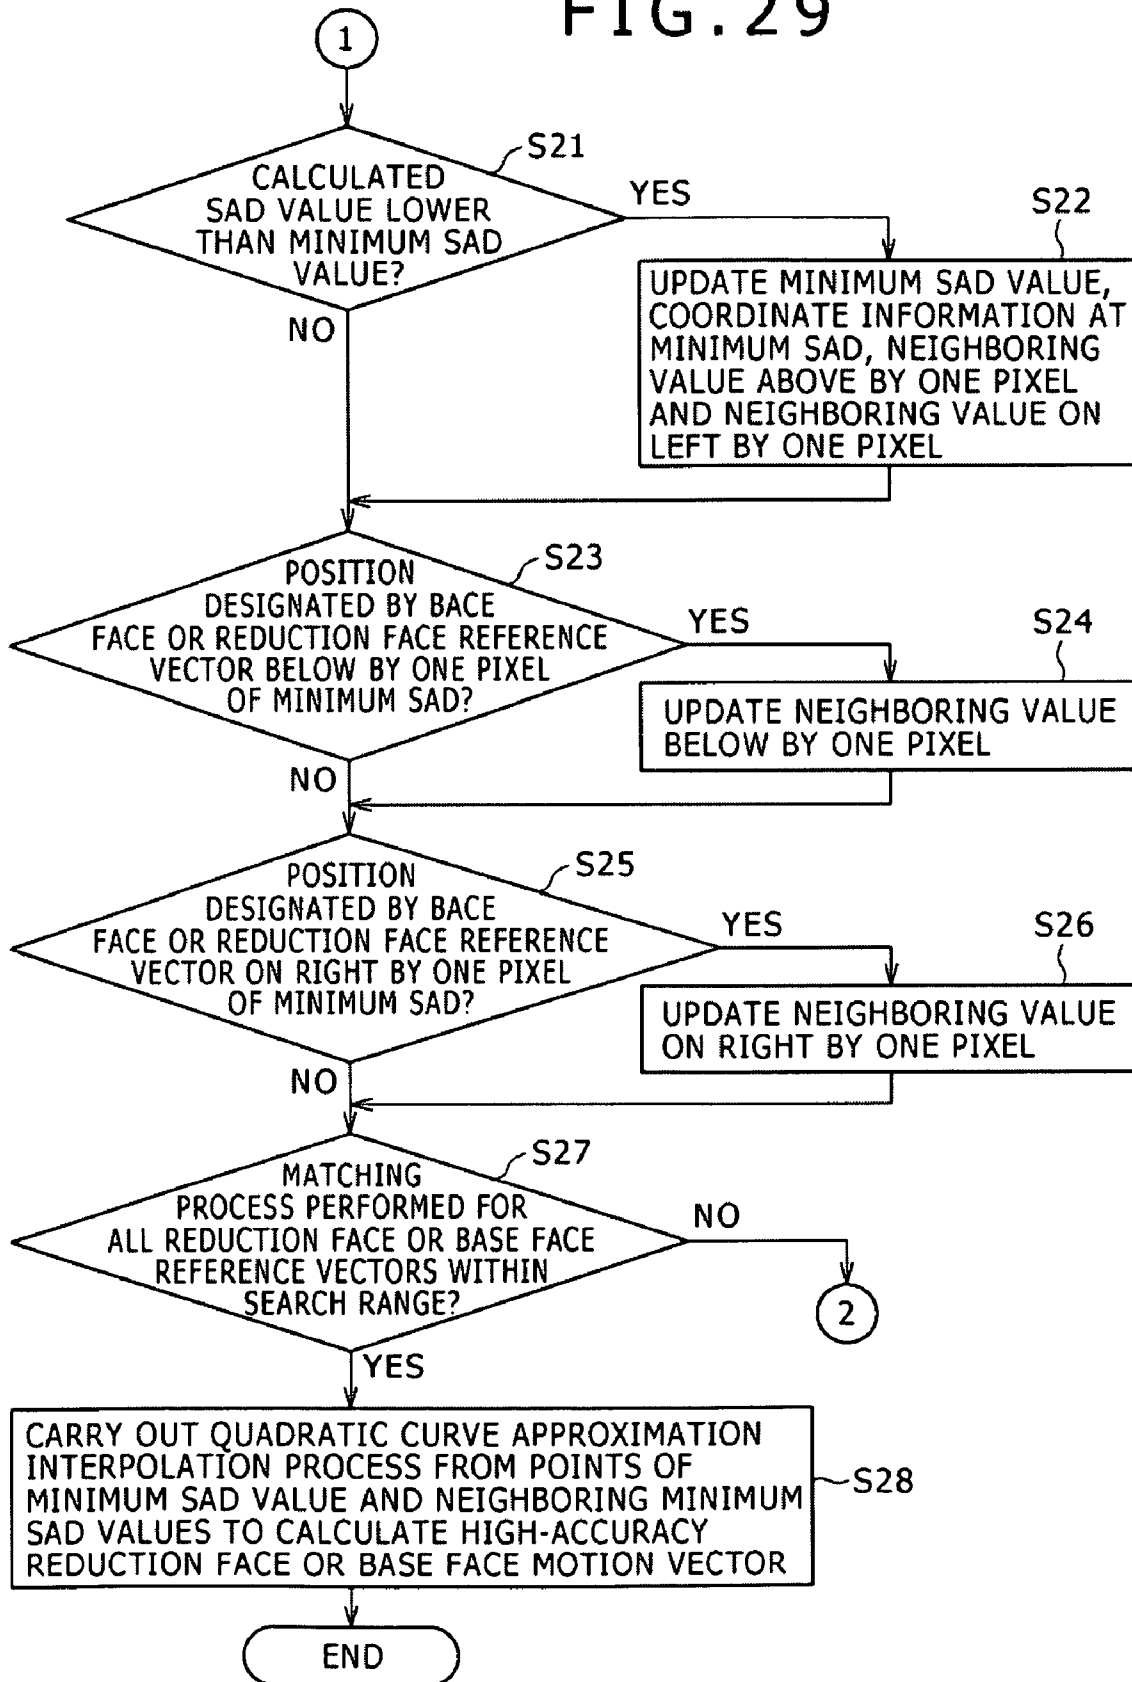 FIG.29
1
S21
CALCULATED
SAD VALUE LOWER
THAN MINIMUM SAD
VALUE?
YES
NO
S22
UPDATE MINIMUM SAD VALUE,
COORDINATE INFORMATION AT
MINIMUM SAD, NEIGHBORING
VALUE ABOVE BY ONE PIXEL
AND NEIGHBORING VALUE ON
LEFT BY ONE PIXEL
S23
POSITION
DESIGNATED BY BACE
FACE OR REDUCTION FACE REFERENCE
VECTOR BELOW BY ONE PIXEL
OF MINIMUM SAD?
YES
NO
S24
UPDATE NEIGHBORING VALUE
BELOW BY ONE PIXEL
S25
POSITION
DESIGNATED BY BACE
FACE OR REDUCTION FACE REFERENCE
VECTOR ON RIGHT BY ONE PIXEL
OF MINIMUM SAD?
YES
NO
S26
UPDATE NEIGHBORING VALUE
ON RIGHT BY ONE PIXEL
S27
MATCHING
PROCESS PERFORMED FOR
ALL REDUCTION FACE OR BASE FACE
REFERENCE VECTORS WITHIN
SEARCH RANGE?
NO
2
YES
CARRY OUT QUADRATIC CURVE APPROXIMATION
INTERPOLATION PROCESS FROM POINTS OF
MINIMUM SAD VALUE AND NEIGHBORING MINIMUM
SAD VALUES TO CALCULATE HIGH-ACCURACY
REDUCTION FACE OR BASE FACE MOTION VECTOR
S28
END